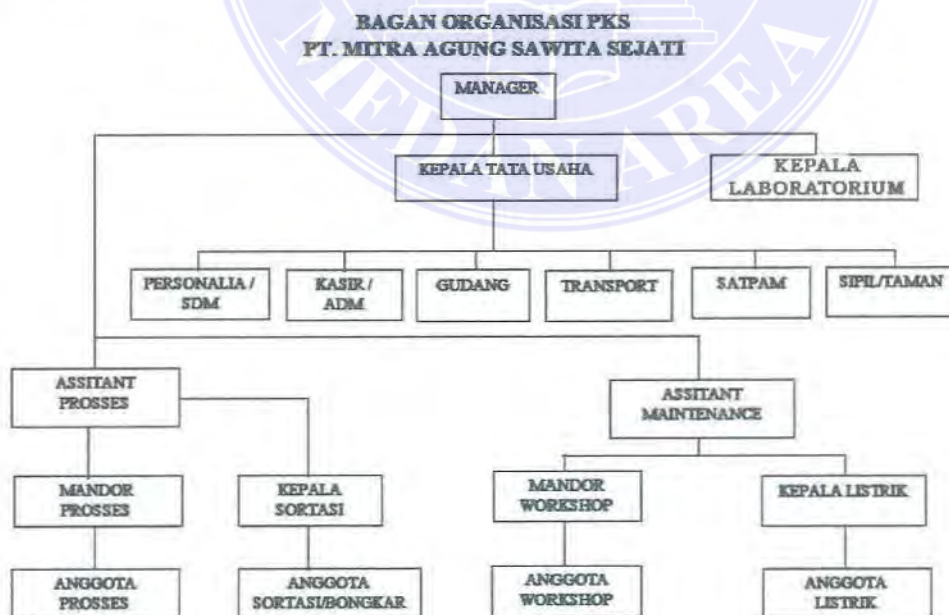 BAGAN ORGANISASI PKS
PT. MITRA AGUNG SAWITA SEJATI
MANAGER
KEPALA TATA USAHA
KEPALA
LABORATORIUM
PERSONALIA /
SDM
KASIR /
ADM
GUDANG
TRANSPORT
SATPAM
SIPIL/TAMAN
ASSITANT
PROSSES
ASSITANT
MAINTENANCE
MANDOR
PROSSES
KEPALA
SORTASI
MANDOR
WORKSHOP
KEPALA LISTRIK
ANGGOTA
PROSSES
ANGGOTA
SORTASI/BONGKAR
ANGGOTA
WORKSHOP
ANGGOTA
LISTRIK
MEDAN AREA